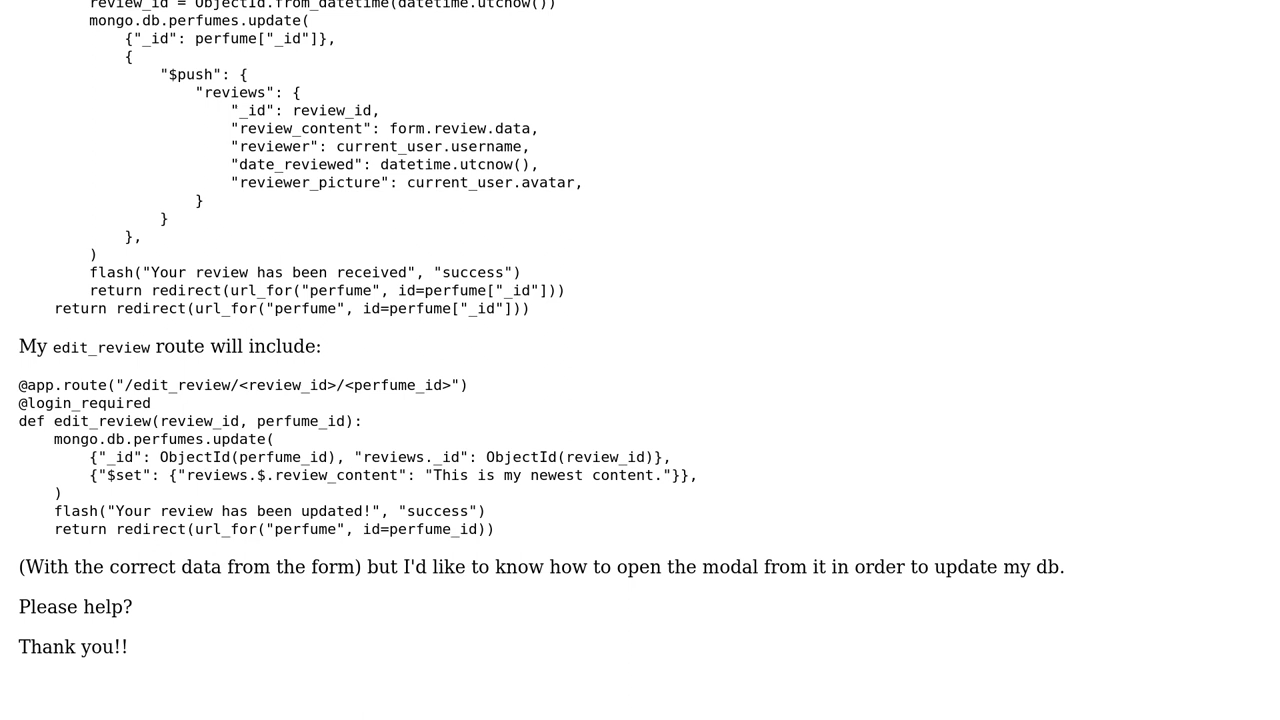 review_id = ObjectId.from_datetime(datetime.utcnow())
mongo.db.perfumes.update(
{"_id": perfume["_id"]},
{
"$push": {
"reviews": {
"_id": review_id,
"review_content": form.review.data,
"reviewer": current_user.username,
"date_reviewed": datetime.utcnow(),
"reviewer_picture": current_user.avatar,
}
}
},
)
flash("Your review has been received", "success")
return redirect(url_for("perfume", id=perfume["_id"]))
return redirect(url_for("perfume", id=perfume["_id"]))
My edit_review route will include:
@app.route("/edit_review/<review_id>/<perfume_id>")
@login_required
def edit_review(review_id, perfume_id):
mongo.db.perfumes.update(
{"_id": ObjectId(perfume_id), "reviews._id": ObjectId(review_id)},
{"$set": {"reviews.$.review_content": "This is my newest content."}},
)
flash("Your review has been updated!", "success")
return redirect(url_for("perfume", id=perfume_id))
(With the correct data from the form) but I'd like to know how to open the modal from it in order to update my db.
Please help?
Thank you!!